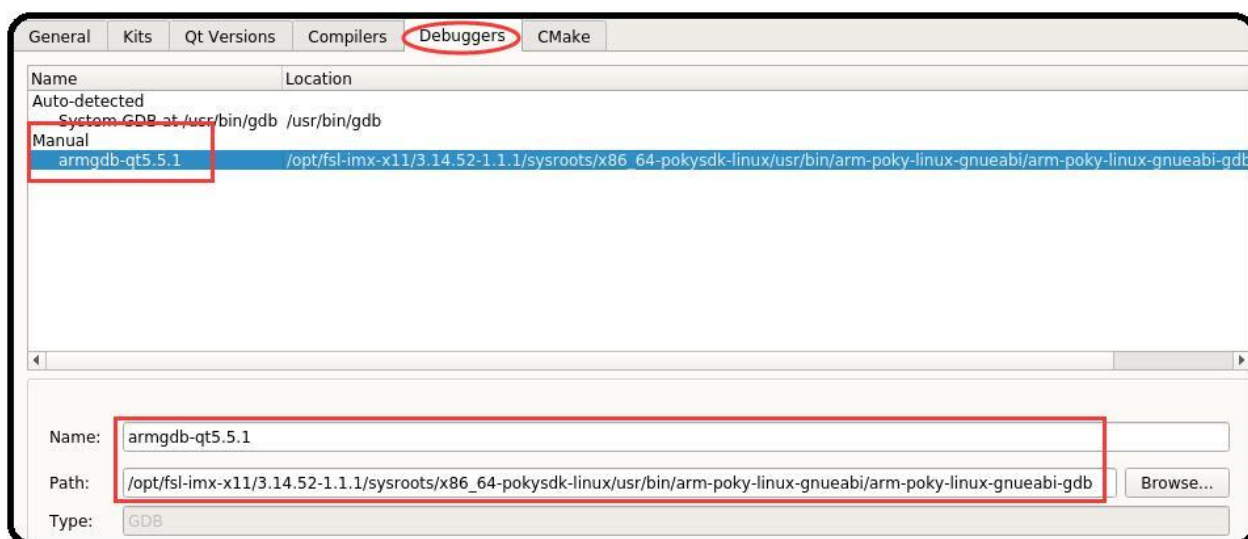 General Kits Qt Versions Compilers Debuggers CMake
Name Location
Auto-detected
System GDB at /usr/bin/gdb /usr/bin/gdb
Manual
armgdb-qt5.5.1 /opt/fsl-imx-x11/3.14.52-1.1.1/sysroots/x86_64-pokysdk-linux/usr/bin/arm-poky-linux-gnueabi/arm-poky-linux-gnueabi-gdb
Name: armgdb-qt5.5.1
Path: /opt/fsl-imx-x11/3.14.52-1.1.1/sysroots/x86_64-pokysdk-linux/usr/bin/arm-poky-linux-gnueabi/arm-poky-linux-gnueabi-gdb Browse...
Type: GDB